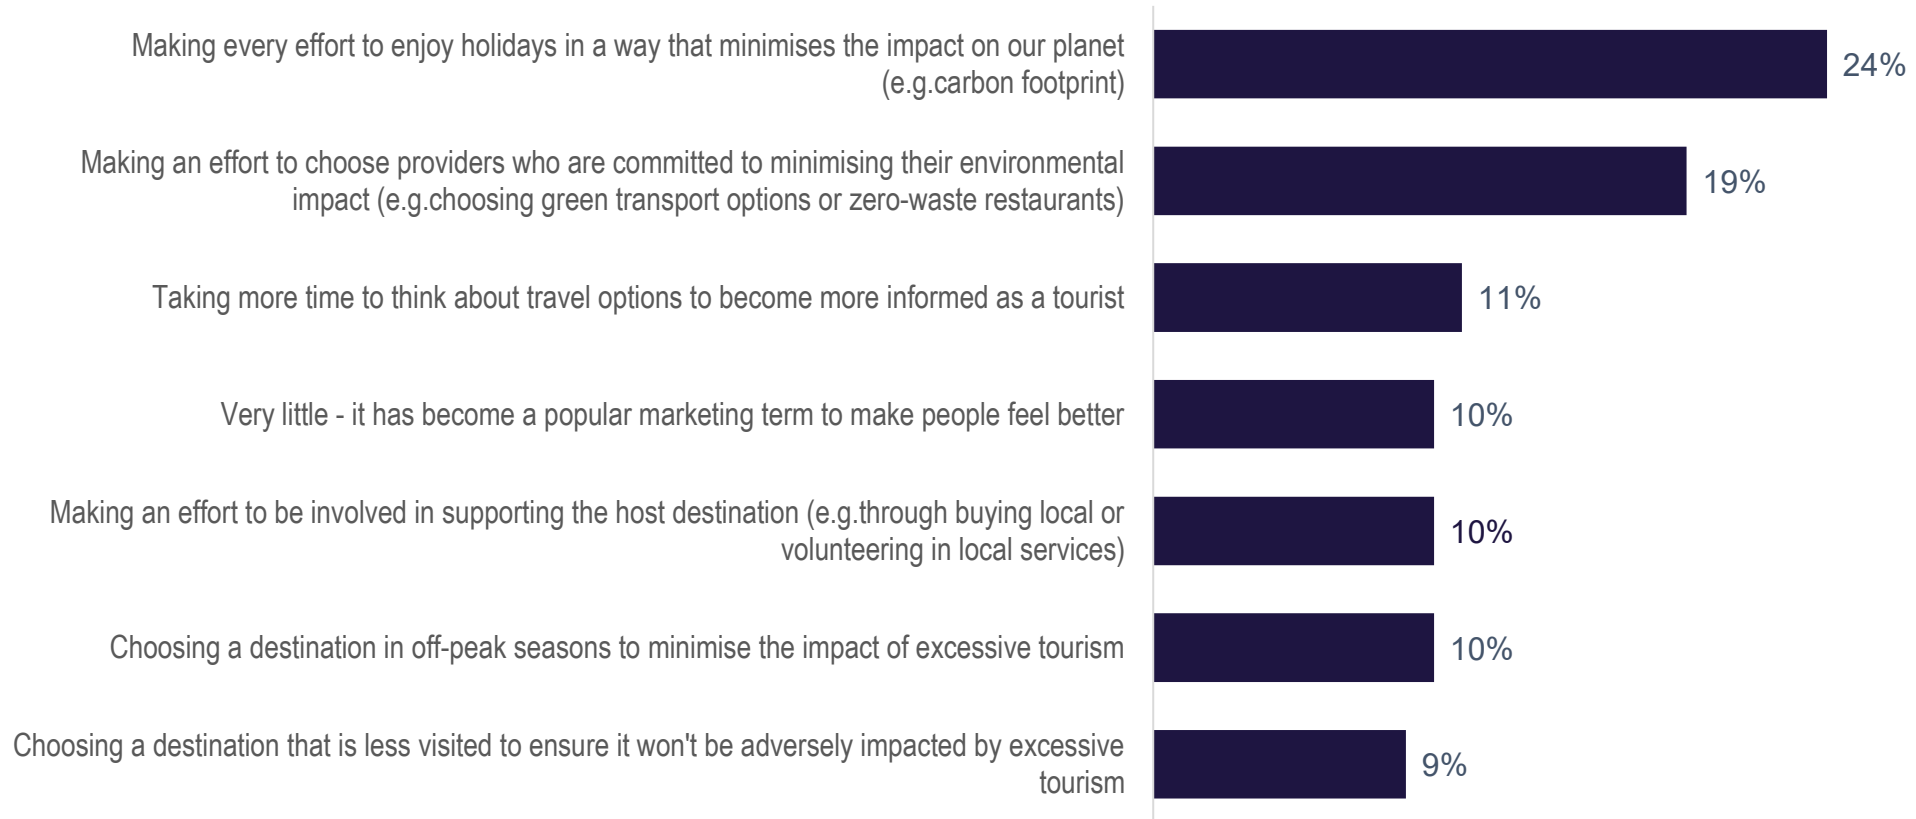 Making every effort to enjoy holidays in a way that minimises the impact on our planet
(e.g.carbon footprint)
24%
Making an effort to choose providers who are committed to minimising their environmental
impact (e.g.choosing green transport options or zero-waste restaurants)
19%
Taking more time to think about travel options to become more informed as a tourist
11%
Very little - it has become a popular marketing term to make people feel better
10%
Making an effort to be involved in supporting the host destination (e.g.through buying local or
volunteering in local services)
10%
Choosing a destination in off-peak seasons to minimise the impact of excessive tourism
10%
Choosing a destination that is less visited to ensure it won't be adversely impacted by excessive
tourism
9%